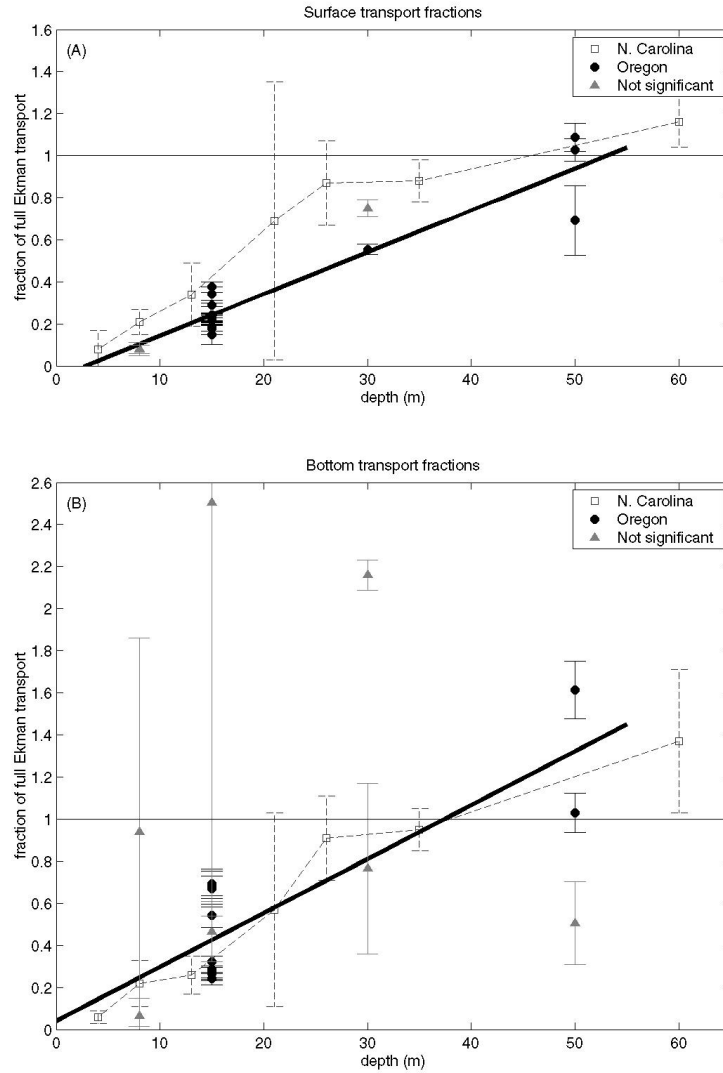 Surface transport fractions
(A)
N. Carolina
Oregon
Not significant
1.6
1.4
1.2
1
0.8
0.6
0.4
0.2
0
fraction of full Ekman transport
0 10 20 30 40 50 60
depth (m)
Bottom transport fractions
(B)
N. Carolina
Oregon
Not significant
2.6
2.4
2.2
2
1.8
1.6
1.4
1.2
1
0.8
0.6
0.4
0.2
0
fraction of full Ekman transport
0 10 20 30 40 50 60
depth (m)